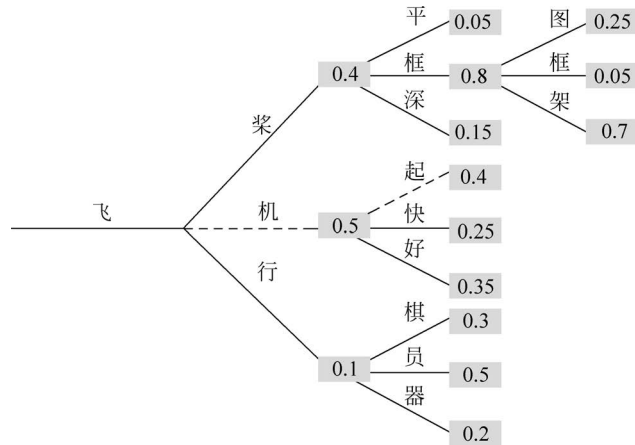 平 0.05 图 0.25
0.4 框 0.8 框 0.05
深 0.15 架 0.7
桨
起 0.4
飞 机 0.5 快 0.25
好 0.35
行
棋 0.3
0.1 员 0.5
器 0.2